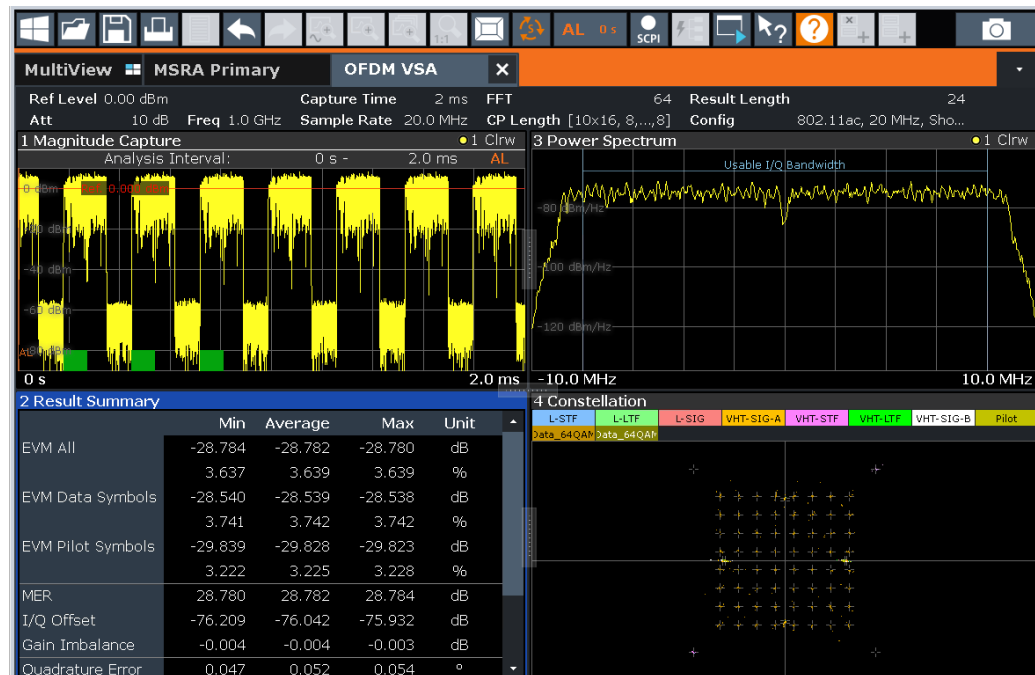 AL 0 s
SCPI
1:1
MultiView MSRA Primary OFDM VSA
Ref Level 0.00 dBm Capture Time 2 ms FFT 64 Result Length 24
Att 10 dB Freq 1.0 GHz Sample Rate 20.0 MHz CP Length [10x16, 8,...,8] Config 802.11ac, 20 MHz, Sho...
1 Magnitude Capture 1 Clrw
Analysis Interval: 0 s - 2.0 ms AL
0 dBm
-40 dBm
-60 dBm
AL
0 s 2.0 ms
3 Power Spectrum 1 Clrw
Usable I/Q Bandwidth
-80 dBm/Hz
-100 dBm/Hz
-120 dBm/Hz
-10.0 MHz 10.0 MHz
2 Result Summary
Min Average Max Unit
EVM All -28.784 -28.782 -28.780 dB
3.637 3.639 3.639 %
EVM Data Symbols -28.540 -28.539 -28.538 dB
3.741 3.742 3.742 %
EVM Pilot Symbols -29.839 -29.828 -29.823 dB
3.222 3.225 3.228 %
MER 28.780 28.782 28.784 dB
I/Q Offset -76.209 -76.042 -75.932 dB
Gain Imbalance -0.004 -0.004 -0.003 dB
Quadrature Error 0.047 0.052 0.054 °
4 Constellation
L-STF L-LTF L-SIG VHT-SIG-A VHT-STF VHT-LTF VHT-SIG-B Pilot
Data_64QAM Data_64QAM